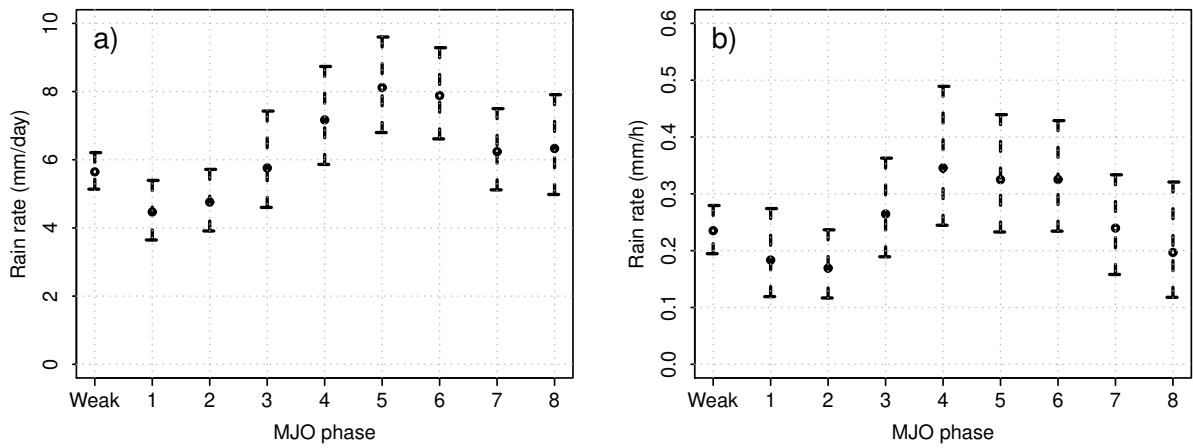 a)
Rain rate (mm/day)
10
8
6
4
2
0
Weak 1 2 3 4 5 6 7 8
MJO phase
b)
Rain rate (mm/h)
0.6
0.5
0.4
0.3
0.2
0.1
0.0
Weak 1 2 3 4 5 6 7 8
MJO phase